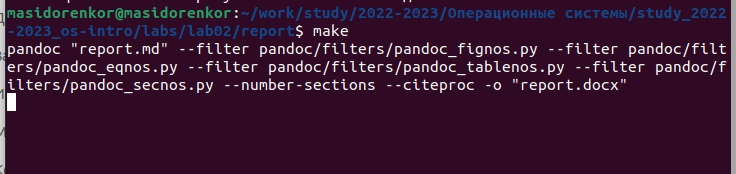 masidorenkor@masidorenkor:~/work/study/2022-2023/Операционные системы/study_2022
-2023_os-intro/labs/lab02/report$ make
pandoc "report.md" --filter pandoc/filters/pandoc_fignos.py --filter pandoc/filt
ers/pandoc_eqnos.py --filter pandoc/filters/pandoc_tablenos.py --filter pandoc/f
ilters/pandoc_secnos.py --number-sections --citeproc -o "report.docx"